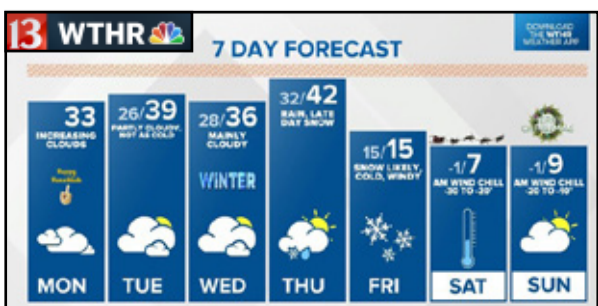 13 WTHR
DOWNLOAD
THE WTHR
WEATHER APP
7 DAY FORECAST
33
INCREASING
CLOUDS
Happy
Hanukkah
MON
26/39
PARTLY CLOUDY,
NOT AS COLD
TUE
28/36
MAINLY
CLOUDY
WINTER
WED
32/42
RAIN, LATE
DAY SNOW
THU
15/15
SNOW LIKELY,
COLD, WINDY
FRI
-1/7
AM WIND CHILL
-20 TO -30°
SAT
-1/9
AM WIND CHILL
-20 TO -10°
SUN